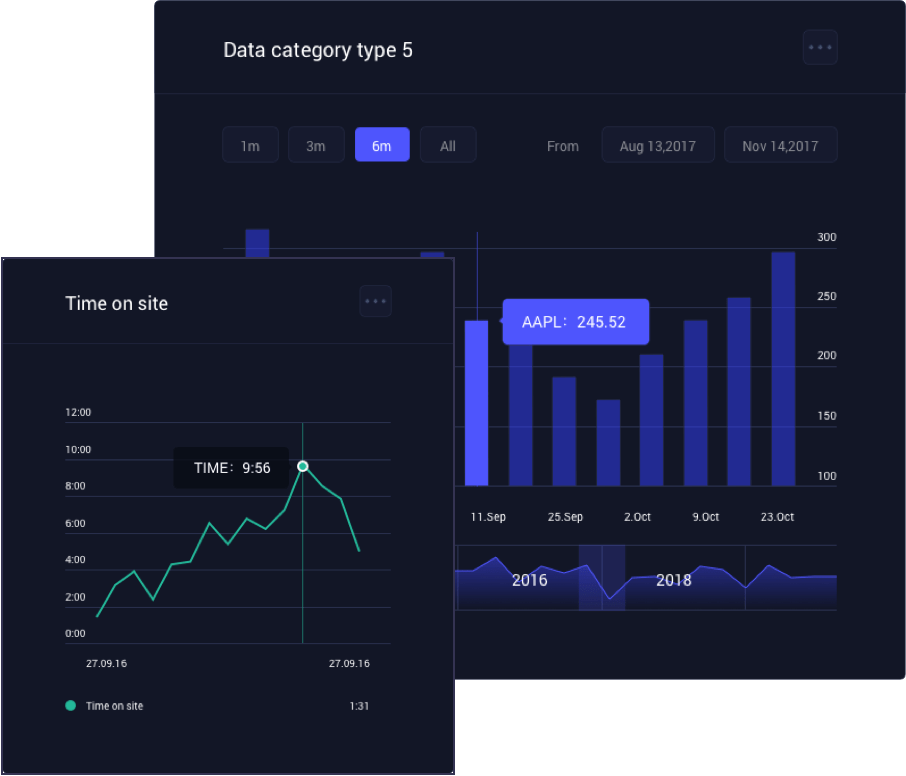 Data category type 5
1m 3m 6m All From Aug 13,2017 Nov 14,2017
300
250
AAPL: 245.52
200
150
100
11.Sep 25.Sep 2.Oct 9.Oct 23.Oct
2016 2018
Time on site
12:00
10:00
TIME: 9:56
8:00
6:00
4:00
2:00
0:00
27.09.16 27.09.16
Time on site 1:31